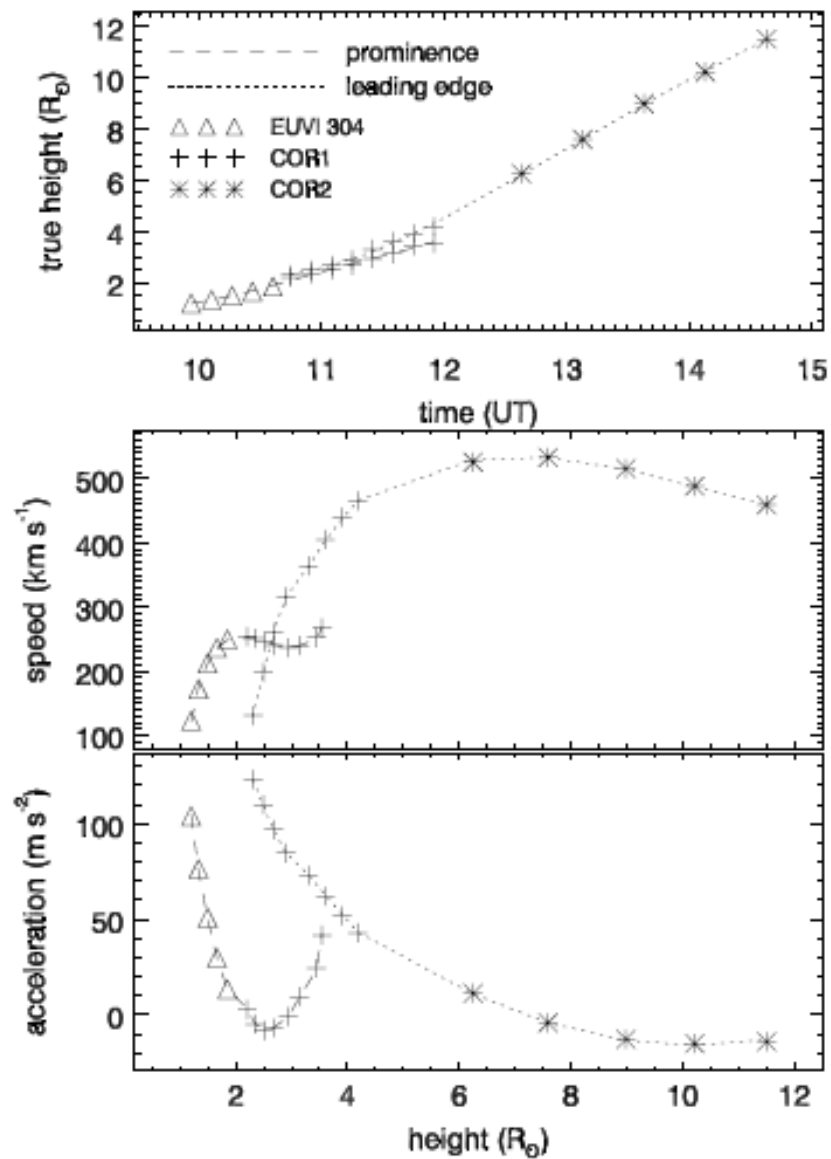 12
10
8
6
4
2
true height (R⊙)
prominence
leading edge
EUVI 304
COR1
COR2
10 11 12 13 14 15
time (UT)
500
400
300
200
100
speed (km s⁻¹)
100
50
0
acceleration (m s⁻²)
2 4 6 8 10 12
height (R⊙)